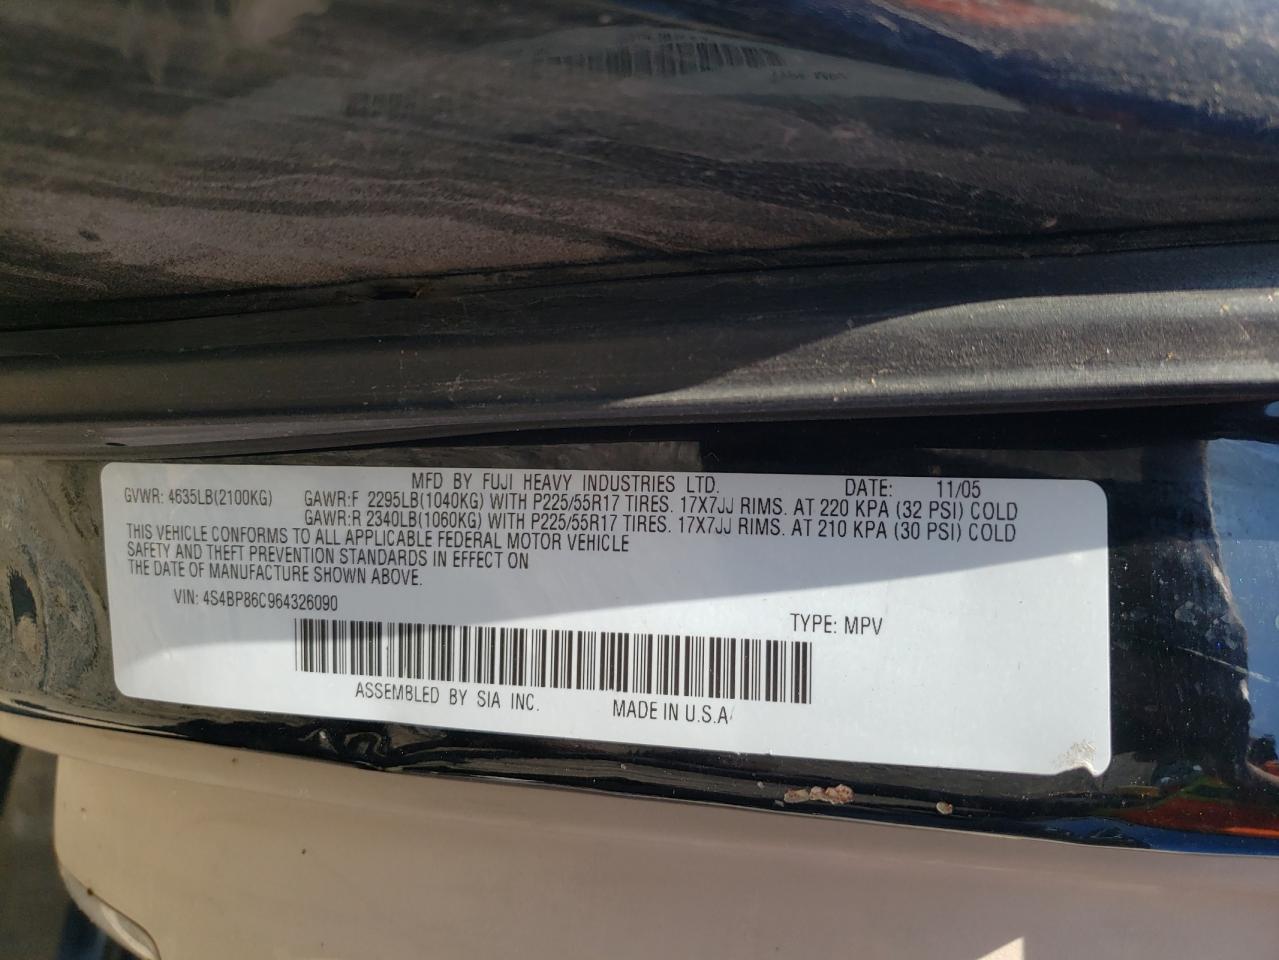 MFD BY FUJI HEAVY INDUSTRIES LTD. DATE: 11/05
GVWR: 4635LB(2100KG) GAWR:F 2295LB(1040KG) WITH P225/55R17 TIRES. 17X7JJ RIMS. AT 220 KPA (32 PSI) COLD
GAWR:R 2340LB(1060KG) WITH P225/55R17 TIRES. 17X7JJ RIMS. AT 210 KPA (30 PSI) COLD
THIS VEHICLE CONFORMS TO ALL APPLICABLE FEDERAL MOTOR VEHICLE
SAFETY AND THEFT PREVENTION STANDARDS IN EFFECT ON
THE DATE OF MANUFACTURE SHOWN ABOVE.
VIN: 4S4BP86C964326090 TYPE: MPV
ASSEMBLED BY SIA INC. MADE IN U.S.A